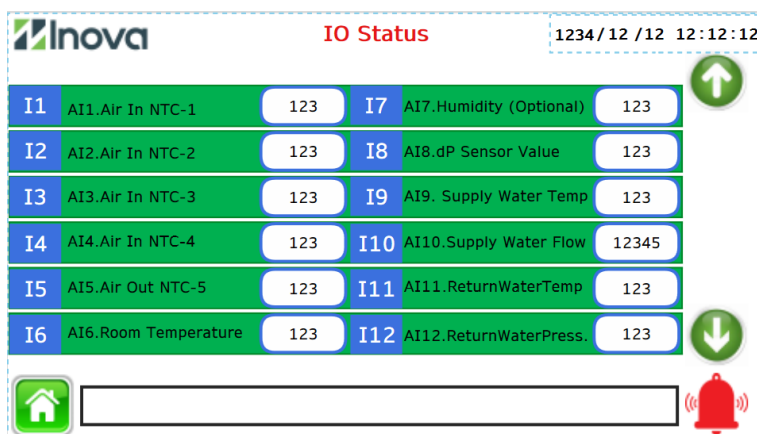 Inova
IO Status
1234/12/12 12:12:12
I1 AI1.Air In NTC-1 123 I7 AI7.Humidity (Optional) 123
I2 AI2.Air In NTC-2 123 I8 AI8.dP Sensor Value 123
I3 AI3.Air In NTC-3 123 I9 AI9. Supply Water Temp 123
I4 AI4.Air In NTC-4 123 I10 AI10.Supply Water Flow 12345
I5 AI5.Air Out NTC-5 123 I11 AI11.ReturnWaterTemp 123
I6 AI6.Room Temperature 123 I12 AI12.ReturnWaterPress. 123